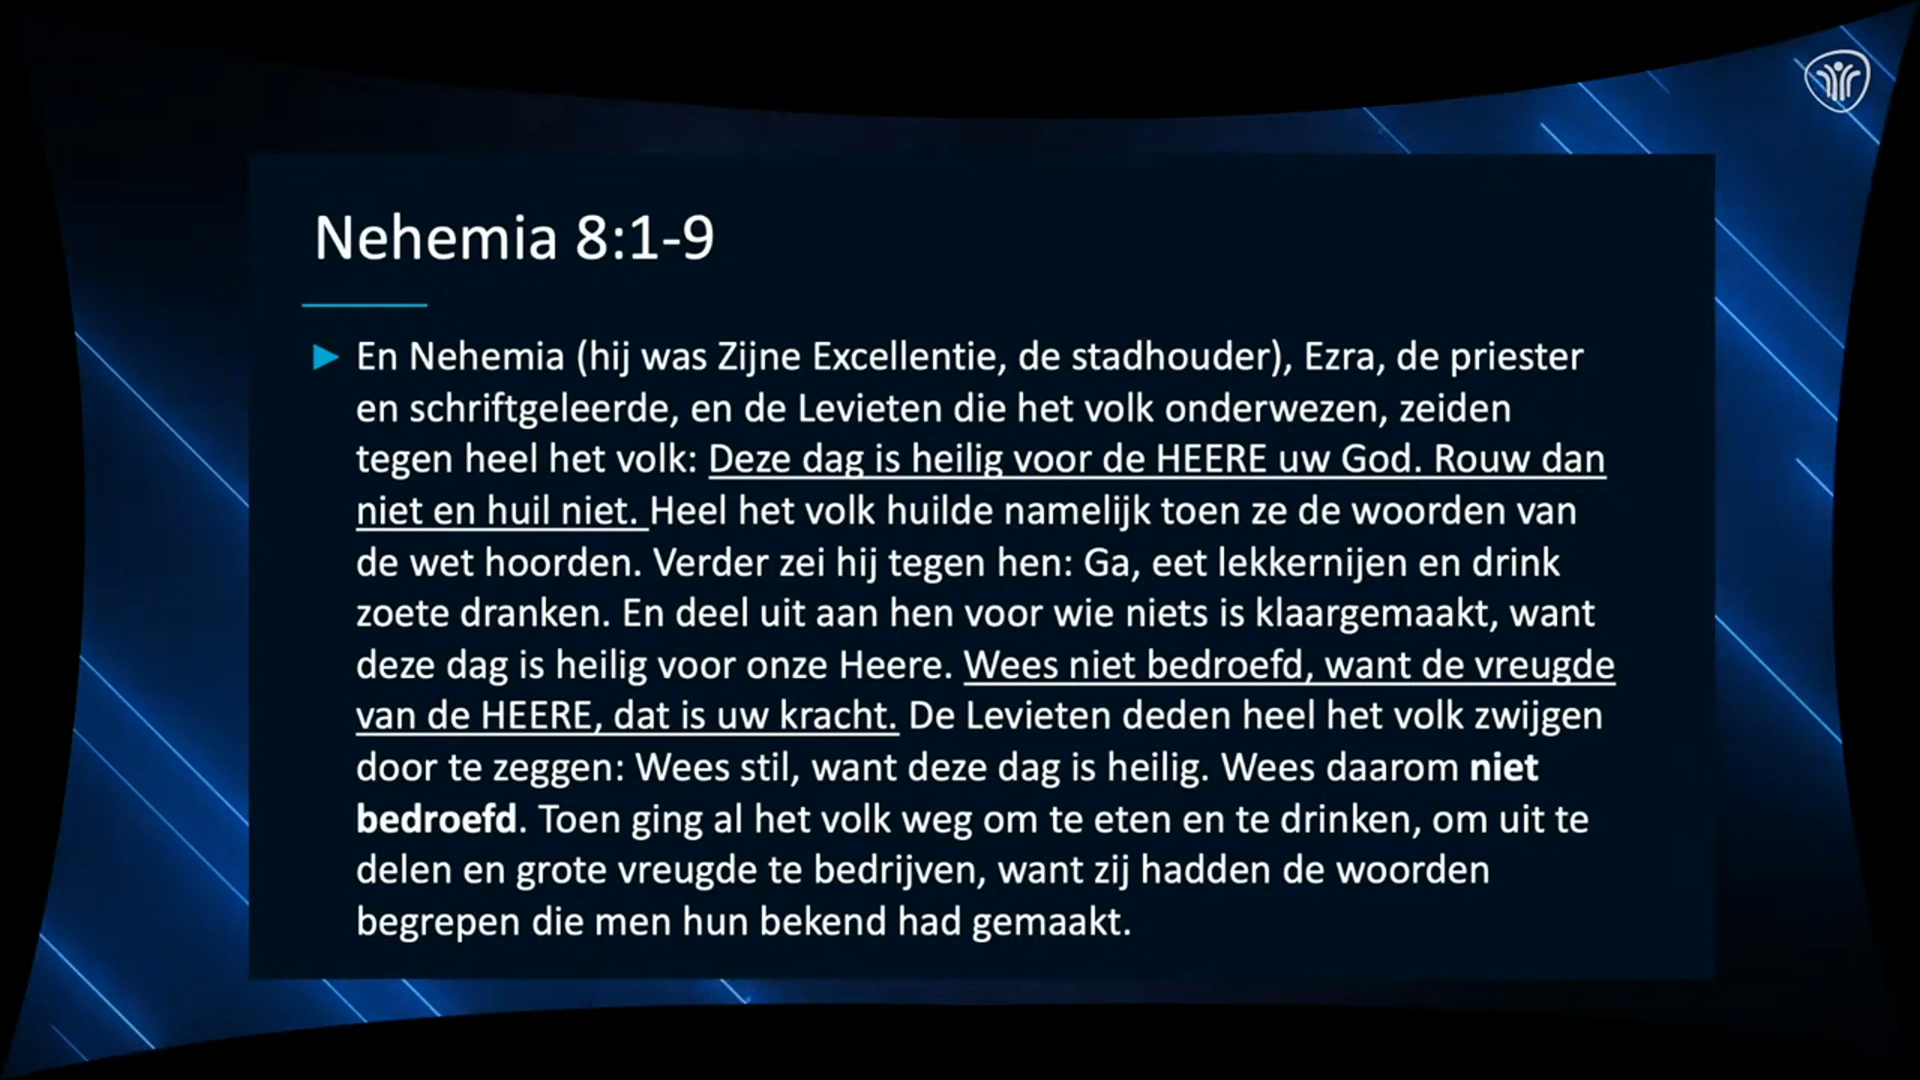 Nehemia 8:1-9
En Nehemia (hij was Zijne Excellentie, de stadhouder), Ezra, de priester
en schriftgeleerde, en de Levieten die het volk onderwezen, zeiden
tegen heel het volk: Deze dag is heilig voor de HEERE uw God. Rouw dan
niet en huil niet. Heel het volk huilde namelijk toen ze de woorden van
de wet hoorden. Verder zei hij tegen hen: Ga, eet lekkernijen en drink
zoete dranken. En deel uit aan hen voor wie niets is klaargemaakt, want
deze dag is heilig voor onze Heere. Wees niet bedroefd, want de vreugde
van de HEERE, dat is uw kracht. De Levieten deden heel het volk zwijgen
door te zeggen: Wees stil, want deze dag is heilig. Wees daarom niet
bedroefd. Toen ging al het volk weg om te eten en te drinken, om uit te
delen en grote vreugde te bedrijven, want zij hadden de woorden
begrepen die men hun bekend had gemaakt.